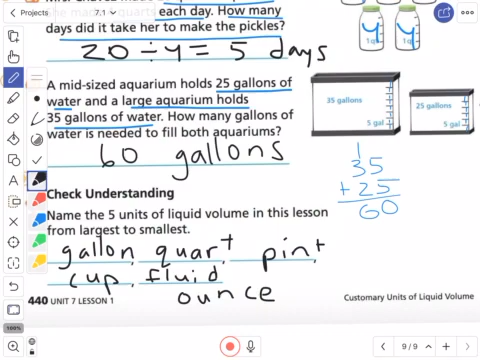 Projects
7.1
each day. How many
days did it take her to make the pickles?
20 ÷ 4 = 5 days
A mid-sized aquarium holds 25 gallons of
water and a large aquarium holds
35 gallons of water. How many gallons of
water is needed to fill both aquariums?
60 gallons
35 gallons
5 gal
25 gallons
5 gal
1
35
+ 25
60
Check Understanding
Name the 5 units of liquid volume in this lesson
from largest to smallest.
gallon, quart, pint,
cup, fluid
ounce
440 UNIT 7 LESSON 1
Customary Units of Liquid Volume
100%
9 / 9